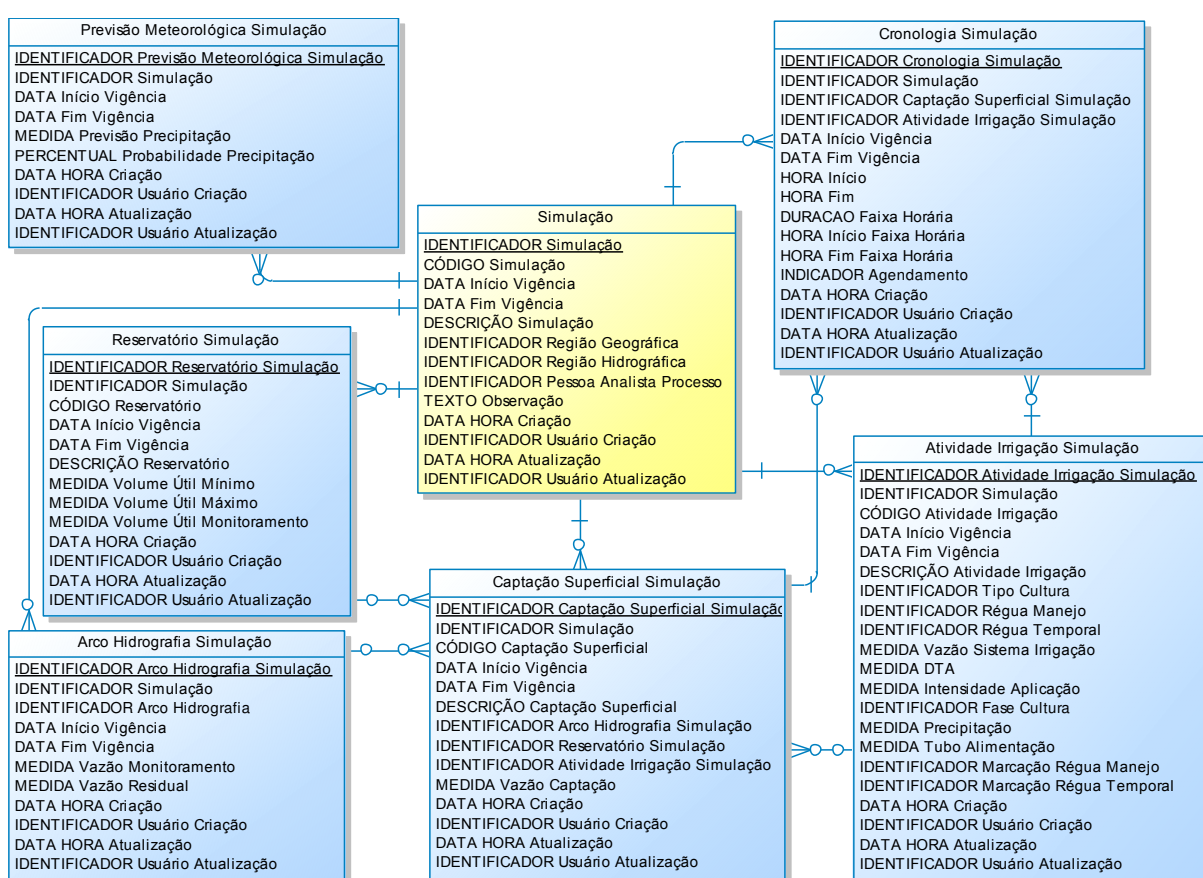 Previsão Meteorológica Simulação
IDENTIFICADOR Previsão Meteorológica Simulação
IDENTIFICADOR Simulação
DATA Início Vigência
DATA Fim Vigência
MEDIDA Previsão Precipitação
PERCENTUAL Probabilidade Precipitação
DATA HORA Criação
IDENTIFICADOR Usuário Criação
DATA HORA Atualização
IDENTIFICADOR Usuário Atualização
Cronologia Simulação
IDENTIFICADOR Cronologia Simulação
IDENTIFICADOR Simulação
IDENTIFICADOR Captação Superficial Simulação
IDENTIFICADOR Atividade Irrigação Simulação
DATA Início Vigência
DATA Fim Vigência
HORA Início
HORA Fim
DURACAO Faixa Horária
HORA Início Faixa Horária
HORA Fim Faixa Horária
INDICADOR Agendamento
DATA HORA Criação
IDENTIFICADOR Usuário Criação
DATA HORA Atualização
IDENTIFICADOR Usuário Atualização
Simulação
IDENTIFICADOR Simulação
CÓDIGO Simulação
DATA Início Vigência
DATA Fim Vigência
DESCRIÇÃO Simulação
IDENTIFICADOR Região Geográfica
IDENTIFICADOR Região Hidrográfica
IDENTIFICADOR Pessoa Analista Processo
TEXTO Observação
DATA HORA Criação
IDENTIFICADOR Usuário Criação
DATA HORA Atualização
IDENTIFICADOR Usuário Atualização
Reservatório Simulação
IDENTIFICADOR Reservatório Simulação
IDENTIFICADOR Simulação
CÓDIGO Reservatório
DATA Início Vigência
DATA Fim Vigência
DESCRIÇÃO Reservatório
MEDIDA Volume Útil Mínimo
MEDIDA Volume Útil Máximo
MEDIDA Volume Útil Monitoramento
DATA HORA Criação
IDENTIFICADOR Usuário Criação
DATA HORA Atualização
IDENTIFICADOR Usuário Atualização
Atividade Irrigação Simulação
IDENTIFICADOR Atividade Irrigação Simulação
IDENTIFICADOR Simulação
CÓDIGO Atividade Irrigação
DATA Início Vigência
DATA Fim Vigência
DESCRIÇÃO Atividade Irrigação
IDENTIFICADOR Tipo Cultura
IDENTIFICADOR Régua Manejo
IDENTIFICADOR Régua Temporal
MEDIDA Vazão Sistema Irrigação
MEDIDA DTA
MEDIDA Intensidade Aplicação
IDENTIFICADOR Fase Cultura
MEDIDA Precipitação
MEDIDA Tubo Alimentação
IDENTIFICADOR Marcação Régua Manejo
IDENTIFICADOR Marcação Régua Temporal
DATA HORA Criação
IDENTIFICADOR Usuário Criação
DATA HORA Atualização
IDENTIFICADOR Usuário Atualização
Captação Superficial Simulação
IDENTIFICADOR Captação Superficial Simulaçã
IDENTIFICADOR Simulação
CÓDIGO Captação Superficial
DATA Início Vigência
DATA Fim Vigência
DESCRIÇÃO Captação Superficial
IDENTIFICADOR Arco Hidrografia Simulação
IDENTIFICADOR Reservatório Simulação
IDENTIFICADOR Atividade Irrigação Simulação
MEDIDA Vazão Captação
DATA HORA Criação
IDENTIFICADOR Usuário Criação
DATA HORA Atualização
IDENTIFICADOR Usuário Atualização
Arco Hidrografia Simulação
IDENTIFICADOR Arco Hidrografia Simulação
IDENTIFICADOR Simulação
IDENTIFICADOR Arco Hidrografia
DATA Início Vigência
DATA Fim Vigência
MEDIDA Vazão Monitoramento
MEDIDA Vazão Residual
DATA HORA Criação
IDENTIFICADOR Usuário Criação
DATA HORA Atualização
IDENTIFICADOR Usuário Atualização